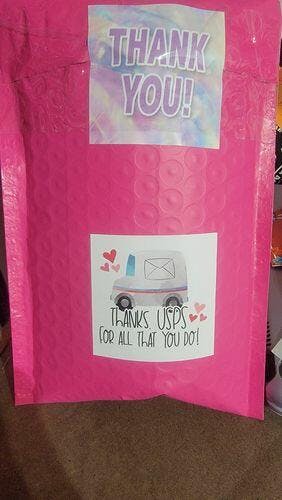 THANK
YOU!
THANKS, USPS
FOR ALL THAT YOU DO!